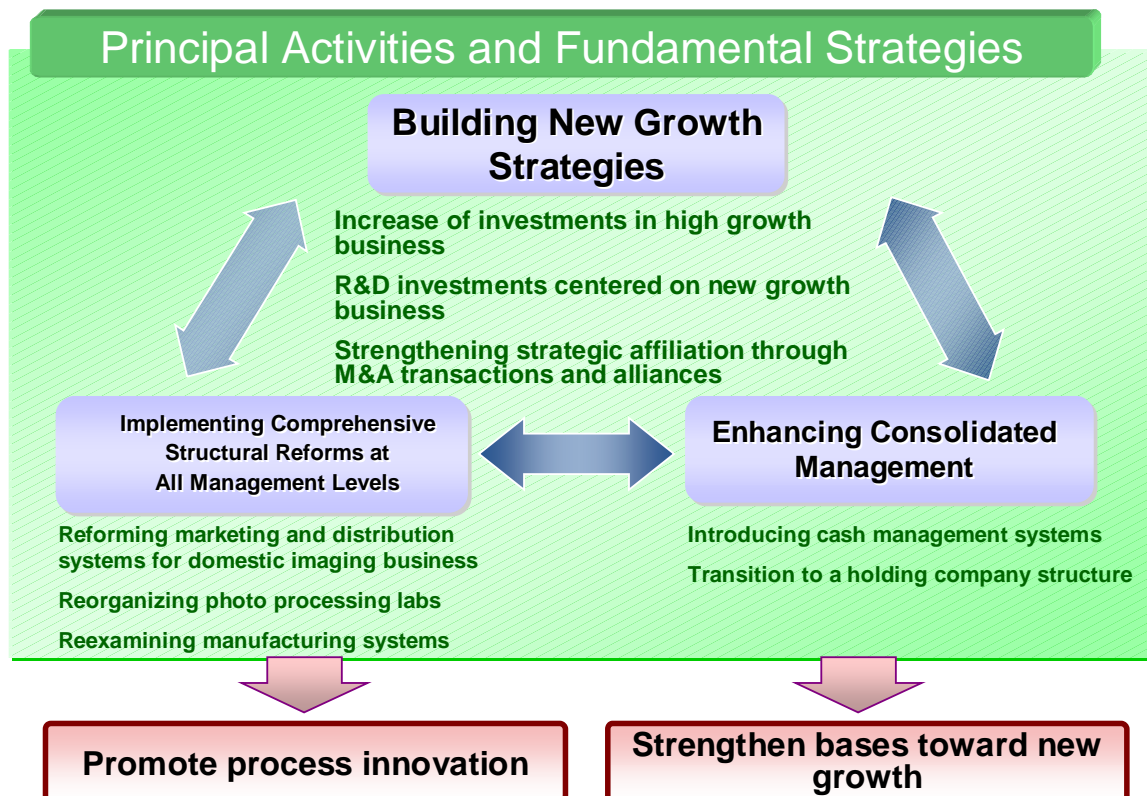 Principal Activities and Fundamental Strategies
Building New Growth
Strategies
Increase of investments in high growth
business
R&D investments centered on new growth
business
Strengthening strategic affiliation through
M&A transactions and alliances
Implementing Comprehensive
Structural Reforms at
All Management Levels
Reforming marketing and distribution
systems for domestic imaging business
Reorganizing photo processing labs
Reexamining manufacturing systems
Enhancing Consolidated
Management
Introducing cash management systems
Transition to a holding company structure
Promote process innovation
Strengthen bases toward new
growth